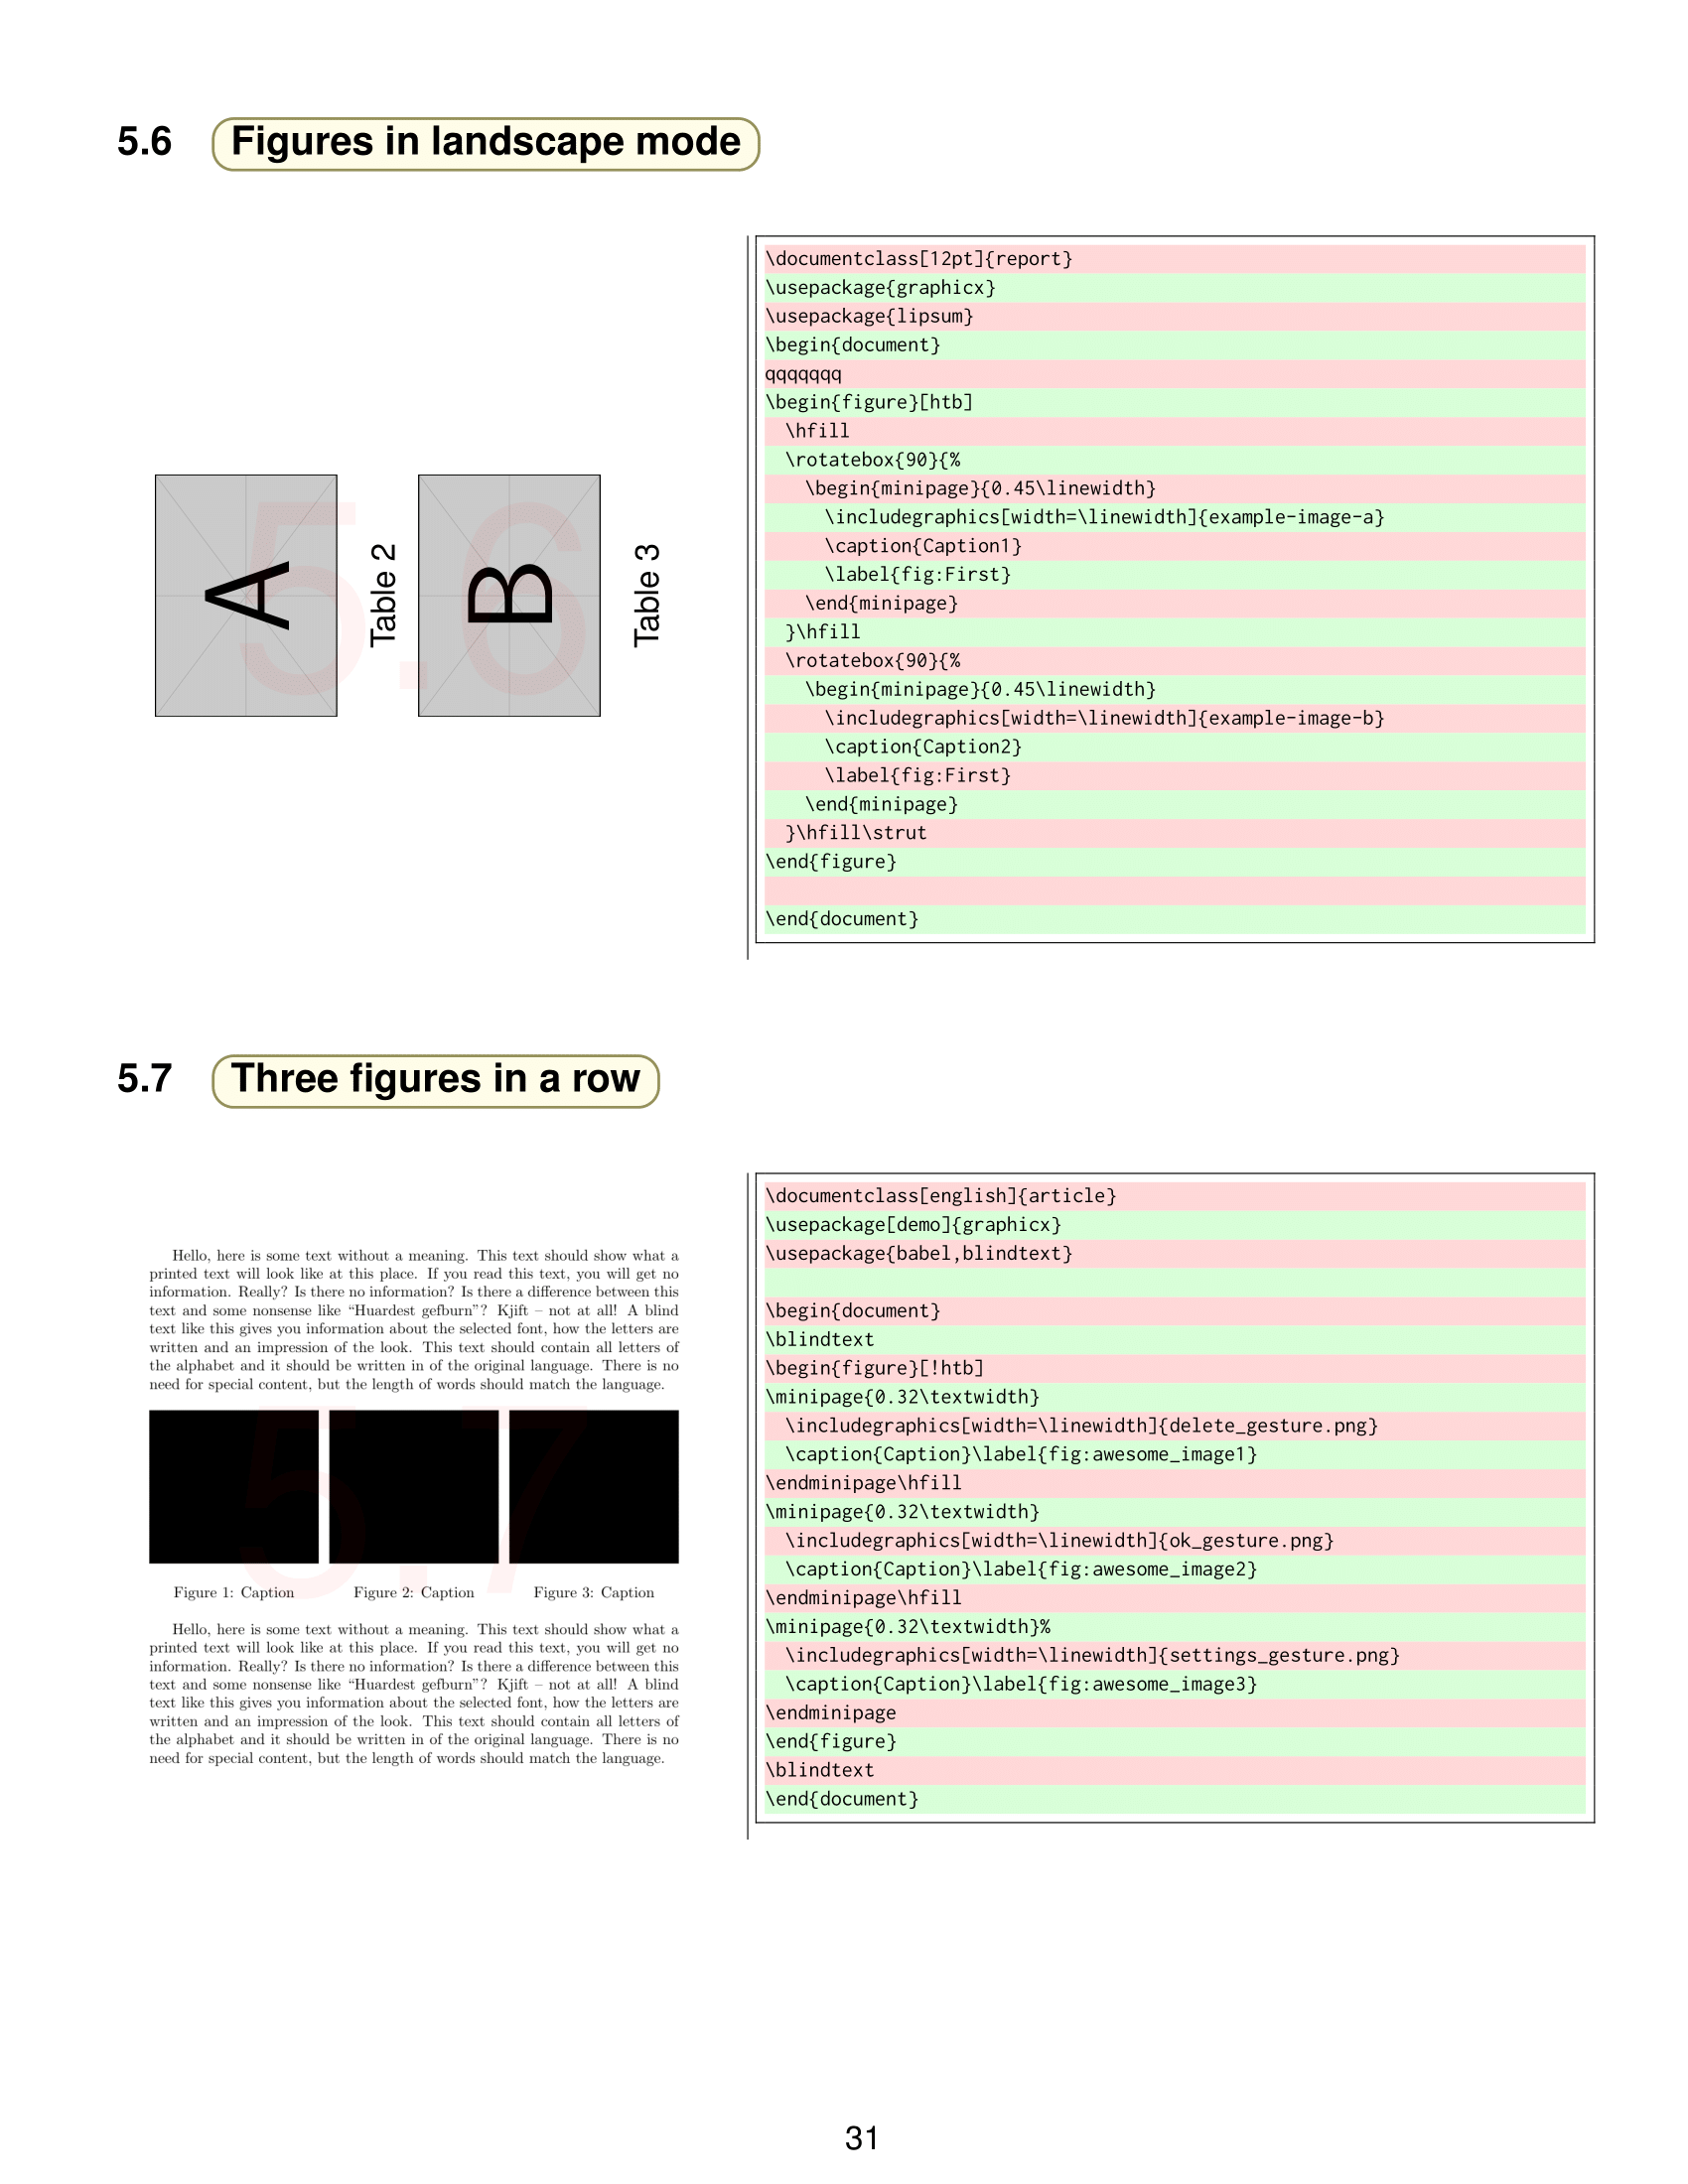 5.6 Figures in landscape mode
A
Table 2
B
Table 3
5.6
\documentclass[12pt]{report}
\usepackage{graphicx}
\usepackage{lipsum}
\begin{document}
qqqqqqq
\begin{figure}[htb]
  \hfill
  \rotatebox{90}{%
    \begin{minipage}{0.45\linewidth}
      \includegraphics[width=\linewidth]{example-image-a}
      \caption{Caption1}
      \label{fig:First}
    \end{minipage}
  }\hfill
  \rotatebox{90}{%
    \begin{minipage}{0.45\linewidth}
      \includegraphics[width=\linewidth]{example-image-b}
      \caption{Caption2}
      \label{fig:First}
    \end{minipage}
  }\hfill\strut
\end{figure}
\end{document}
5.7 Three figures in a row
Hello, here is some text without a meaning. This text should show what a
printed text will look like at this place. If you read this text, you will get no
information. Really? Is there no information? Is there a difference between this
text and some nonsense like “Huardest gefburn”? Kjift – not at all! A blind
text like this gives you information about the selected font, how the letters are
written and an impression of the look. This text should contain all letters of
the alphabet and it should be written in of the original language. There is no
need for special content, but the length of words should match the language.
5.7
Figure 1: Caption Figure 2: Caption Figure 3: Caption
Hello, here is some text without a meaning. This text should show what a
printed text will look like at this place. If you read this text, you will get no
information. Really? Is there no information? Is there a difference between this
text and some nonsense like “Huardest gefburn”? Kjift – not at all! A blind
text like this gives you information about the selected font, how the letters are
written and an impression of the look. This text should contain all letters of
the alphabet and it should be written in of the original language. There is no
need for special content, but the length of words should match the language.
\documentclass[english]{article}
\usepackage[demo]{graphicx}
\usepackage{babel,blindtext}
\begin{document}
\blindtext
\begin{figure}[!htb]
\minipage{0.32\textwidth}
  \includegraphics[width=\linewidth]{delete_gesture.png}
  \caption{Caption}\label{fig:awesome_image1}
\endminipage\hfill
\minipage{0.32\textwidth}
  \includegraphics[width=\linewidth]{ok_gesture.png}
  \caption{Caption}\label{fig:awesome_image2}
\endminipage\hfill
\minipage{0.32\textwidth}%
  \includegraphics[width=\linewidth]{settings_gesture.png}
  \caption{Caption}\label{fig:awesome_image3}
\endminipage
\end{figure}
\blindtext
\end{document}
31